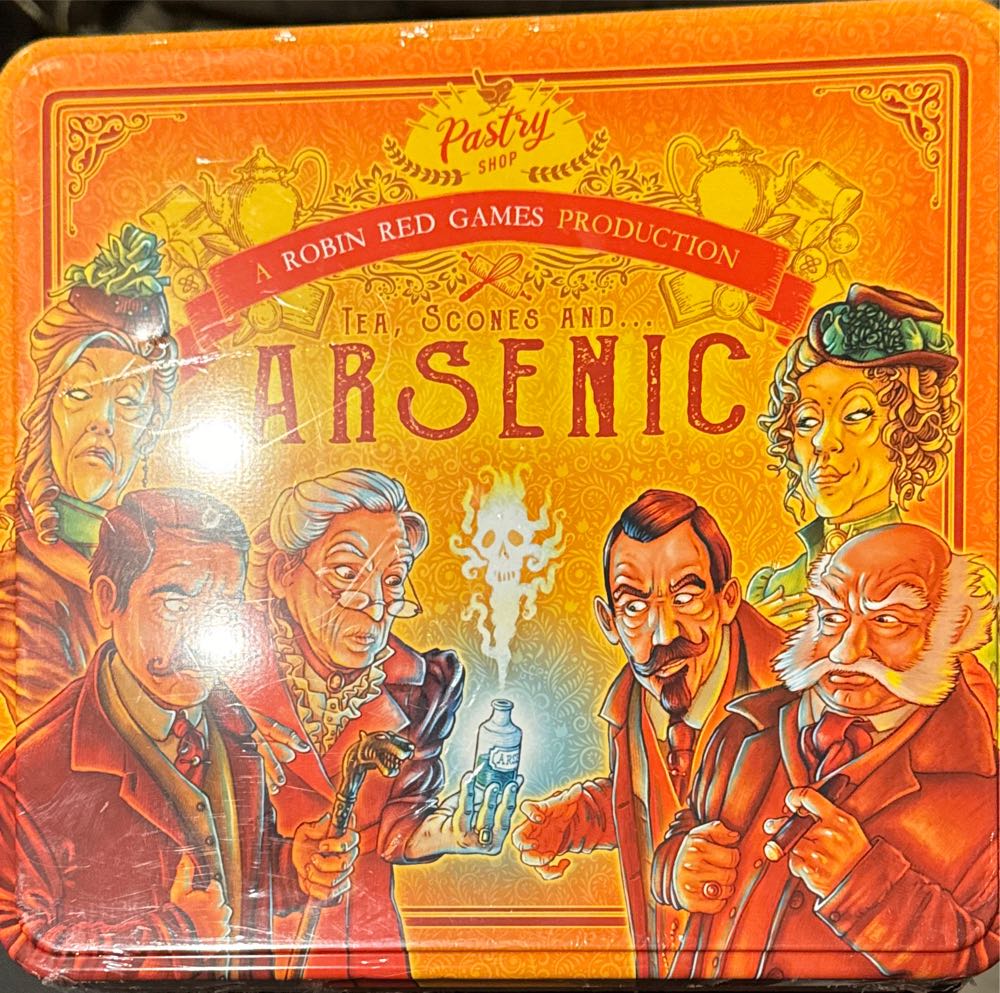 Pastry
SHOP
A ROBIN RED GAMES PRODUCTION
TEA, SCONES AND...
ARSENIC